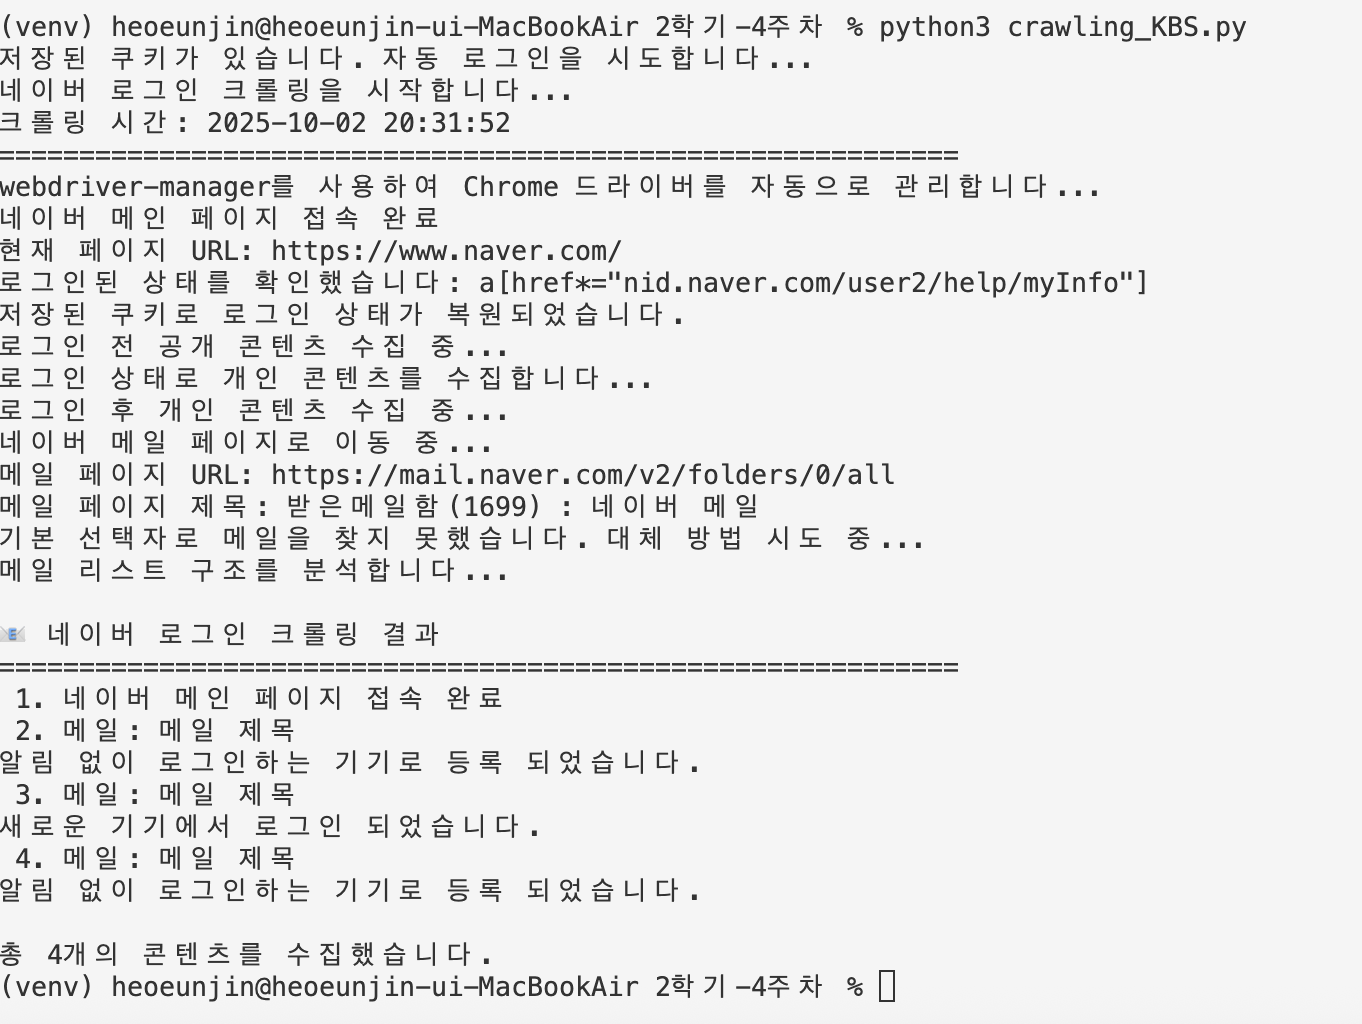 (venv) heoeunjin@heoeunjin-ui-MacBookAir 2학기-4주차 % python3 crawling_KBS.py
저장된 쿠키가 있습니다. 자동 로그인을 시도합니다...
네이버 로그인 크롤링을 시작합니다...
크롤링 시간: 2025-10-02 20:31:52
============================================================
webdriver-manager를 사용하여 Chrome 드라이버를 자동으로 관리합니다...
네이버 메인 페이지 접속 완료
현재 페이지 URL: https://www.naver.com/
로그인된 상태를 확인했습니다: a[href*="nid.naver.com/user2/help/myInfo"]
저장된 쿠키로 로그인 상태가 복원되었습니다.
로그인 전 공개 콘텐츠 수집 중...
로그인 상태로 개인 콘텐츠를 수집합니다...
로그인 후 개인 콘텐츠 수집 중...
네이버 메일 페이지로 이동 중...
메일 페이지 URL: https://mail.naver.com/v2/folders/0/all
메일 페이지 제목: 받은메일함(1699) : 네이버 메일
기본 선택자로 메일을 찾지 못했습니다. 대체 방법 시도 중...
메일 리스트 구조를 분석합니다...
📧 네이버 로그인 크롤링 결과
============================================================
1. 네이버 메인 페이지 접속 완료
2. 메일: 메일 제목
알림 없이 로그인하는 기기로 등록 되었습니다.
3. 메일: 메일 제목
새로운 기기에서 로그인 되었습니다.
4. 메일: 메일 제목
알림 없이 로그인하는 기기로 등록 되었습니다.
총 4개의 콘텐츠를 수집했습니다.
(venv) heoeunjin@heoeunjin-ui-MacBookAir 2학기-4주차 %